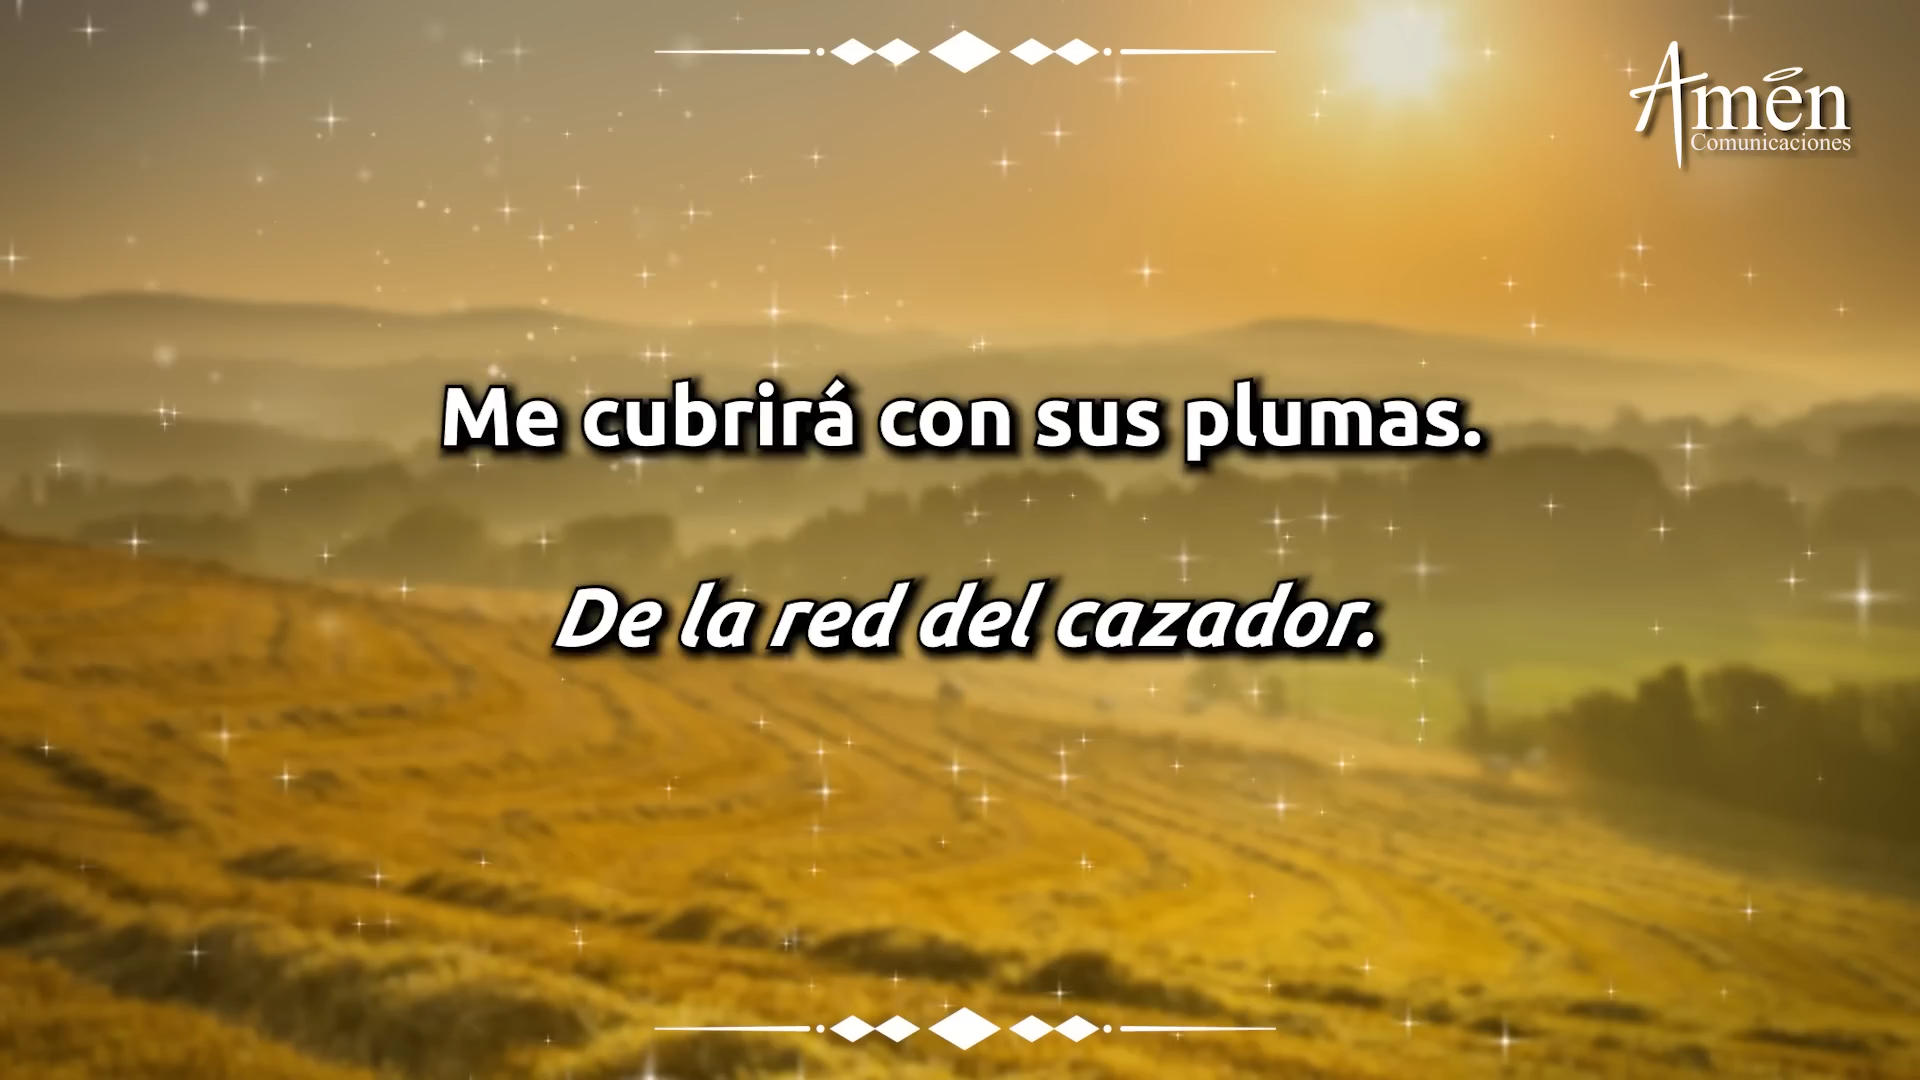 Amén
Comunicaciones
Me cubrirá con sus plumas.
De la red del cazador.